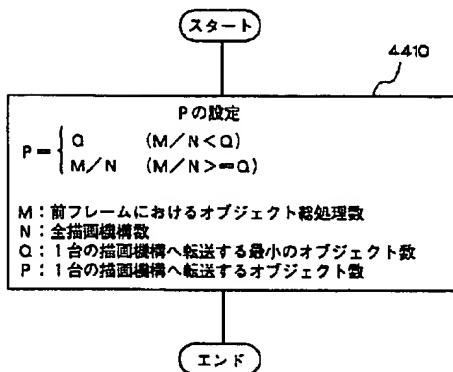 スタート
4410
Pの設定
P= { Q (M/N<Q)
M/N (M/N>=Q)
M:前フレームにおけるオブジェクト総処理数
N:全描画機構数
Q:1台の描画機構へ転送する最小のオブジェクト数
P:1台の描画機構へ転送するオブジェクト数
エンド